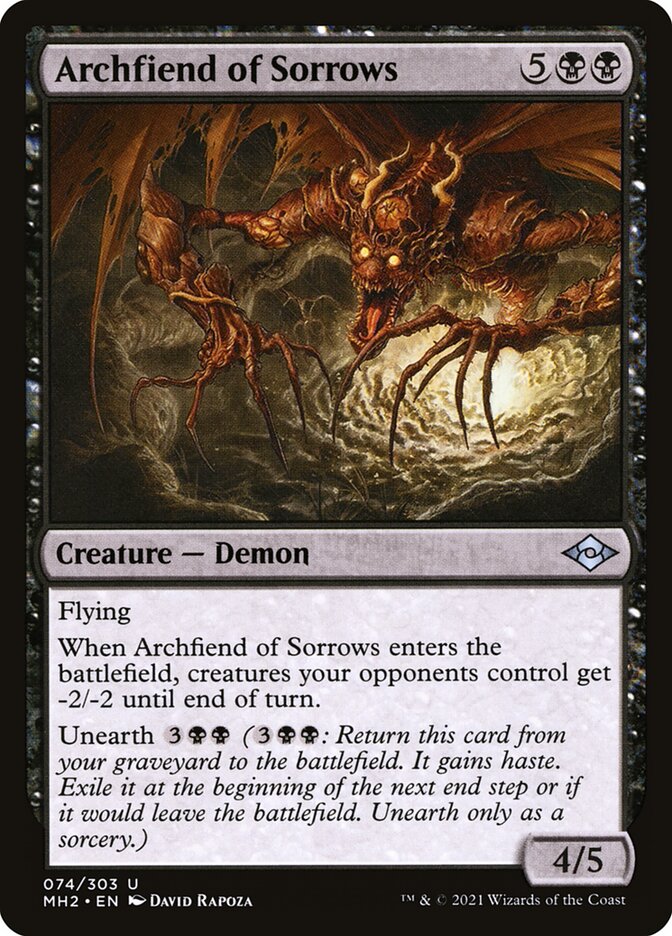 Archfiend of Sorrows 5
Creature — Demon
Flying
When Archfiend of Sorrows enters the
battlefield, creatures your opponents control get
-2/-2 until end of turn.
Unearth 3 (3: Return this card from
your graveyard to the battlefield. It gains haste.
Exile it at the beginning of the next end step or if
it would leave the battlefield. Unearth only as a
sorcery.)
4/5
074/303 U
MH2 • EN DAVID RAPOZA
™ & © 2021 Wizards of the Coast